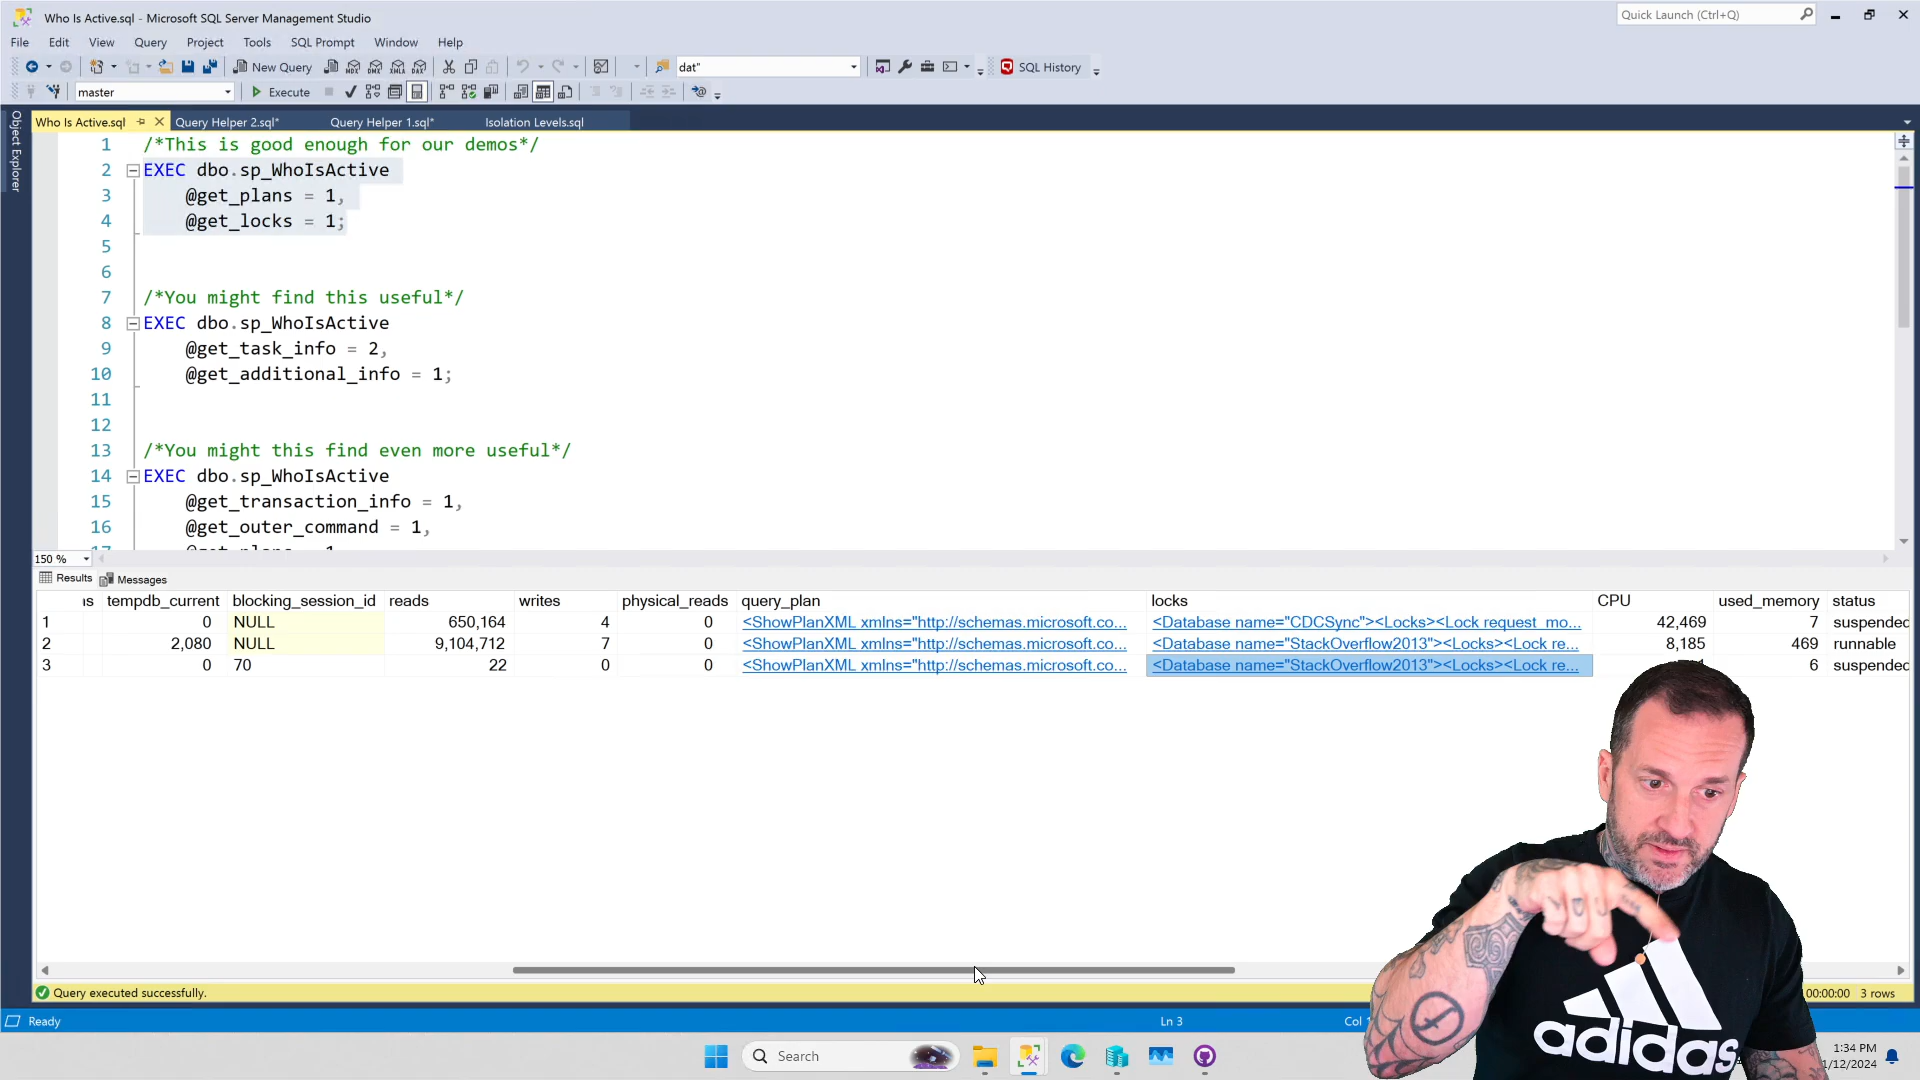 Who Is Active.sql - Microsoft SQL Server Management Studio
Quick Launch (Ctrl+Q)
File Edit View Query Project Tools SQL Prompt Window Help
New Query dat" SQL History
master Execute
Object Explorer
Who Is Active.sql Query Helper 2.sql* Query Helper 1.sql* Isolation Levels.sql
1 /*This is good enough for our demos*/
2 EXEC dbo.sp_WhoIsActive
3 @get_plans = 1,
4 @get_locks = 1;
5
6
7 /*You might find this useful*/
8 EXEC dbo.sp_WhoIsActive
9 @get_task_info = 2,
10 @get_additional_info = 1;
11
12
13 /*You might this find even more useful*/
14 EXEC dbo.sp_WhoIsActive
15 @get_transaction_info = 1,
16 @get_outer_command = 1,
17 @get_plans = 1
150 %
Results Messages
ıs tempdb_current blocking_session_id reads writes physical_reads query_plan locks CPU used_memory status
1 0 NULL 650,164 4 0 <ShowPlanXML xmlns="http://schemas.microsoft.co... <Database name="CDCSync"><Locks><Lock request_mo... 42,469 7 suspended
2 2,080 NULL 9,104,712 7 0 <ShowPlanXML xmlns="http://schemas.microsoft.co... <Database name="StackOverflow2013"><Locks><Lock re... 8,185 469 runnable
3 0 70 22 0 0 <ShowPlanXML xmlns="http://schemas.microsoft.co... <Database name="StackOverflow2013"><Locks><Lock re... 6 suspended
Query executed successfully. 00:00:00 3 rows
Ready Ln 3 Col 1
adidas
Search
1:34 PM
1/12/2024